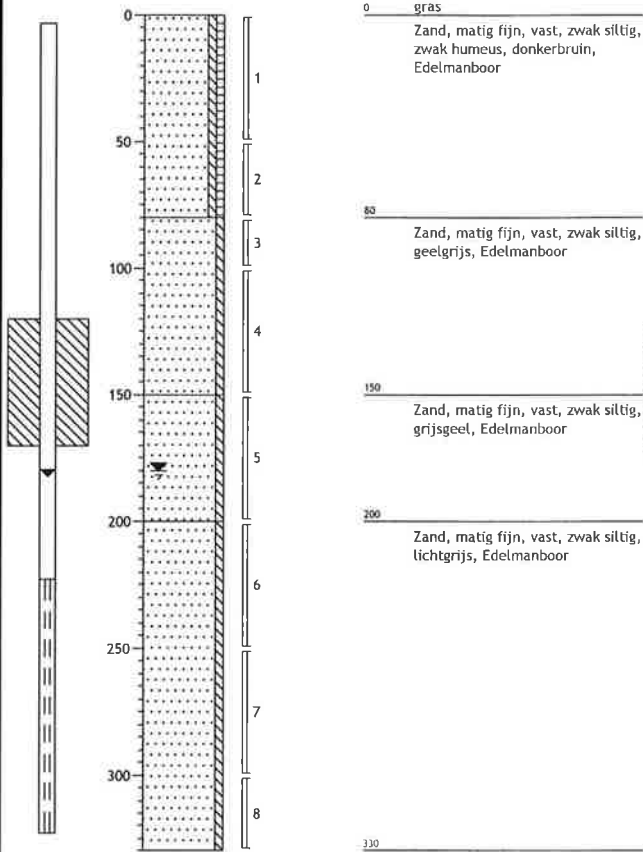 0
50
100
150
200
250
300
1
2
3
4
5
6
7
8
0 gras
Zand, matig fijn, vast, zwak siltig,
zwak humeus, donkerbruin,
Edelmanboor
80
Zand, matig fijn, vast, zwak siltig,
geelgrijs, Edelmanboor
150
Zand, matig fijn, vast, zwak siltig,
grijsgeel, Edelmanboor
200
Zand, matig fijn, vast, zwak siltig,
lichtgrijs, Edelmanboor
330